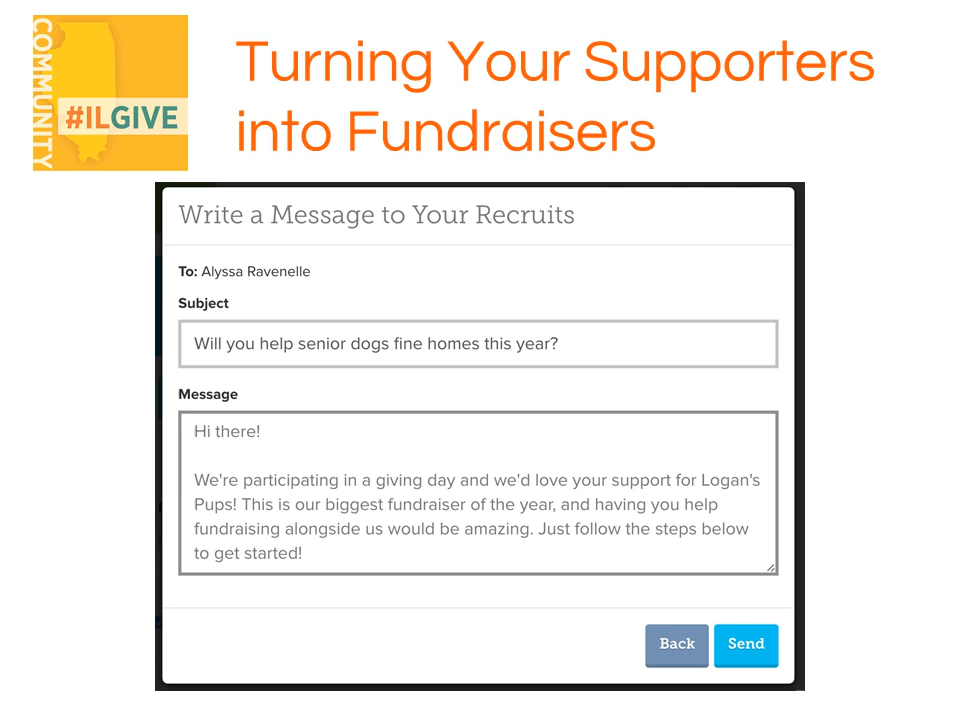 COMMUNITY
#ILGIVE
Turning Your Supporters
into Fundraisers
Write a Message to Your Recruits
To: Alyssa Ravenelle
Subject
Will you help senior dogs fine homes this year?
Message
Hi there!
We're participating in a giving day and we'd love your support for Logan's
Pups! This is our biggest fundraiser of the year, and having you help
fundraising alongside us would be amazing. Just follow the steps below
to get started!
Back
Send